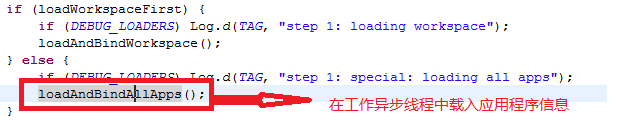 if (loadWorkspaceFirst) {
if (DEBUG_LOADERS) Log.d(TAG, "step 1: loading workspace");
loadAndBindWorkspace();
} else {
if (DEBUG_LOADERS) Log.d(TAG, "step 1: special: loading all apps");
loadAndBindAllApps(); 在工作异步线程中载入应用程序信息
}